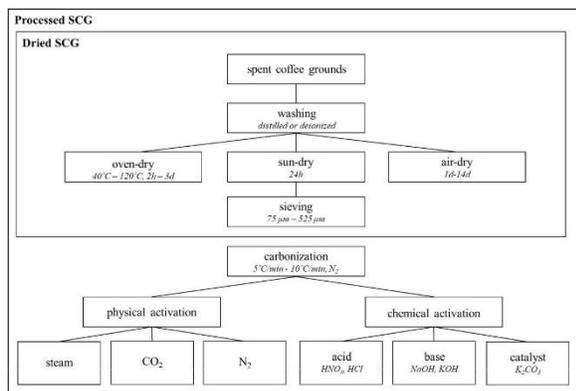 Processed SCG
Dried SCG
spent coffee grounds
washing
distilled or desonized
oven-dry
40°C – 120°C, 2h – 3d
sun-dry
24h
air-dry
1d-14d
sieving
75 μm – 525 μm
carbonization
5°C/min - 10°C/min, N₂
physical activation
chemical activation
steam
CO₂
N₂
acid
HNO₃, HCl
base
NaOH, KOH
catalyst
K₂CO₃